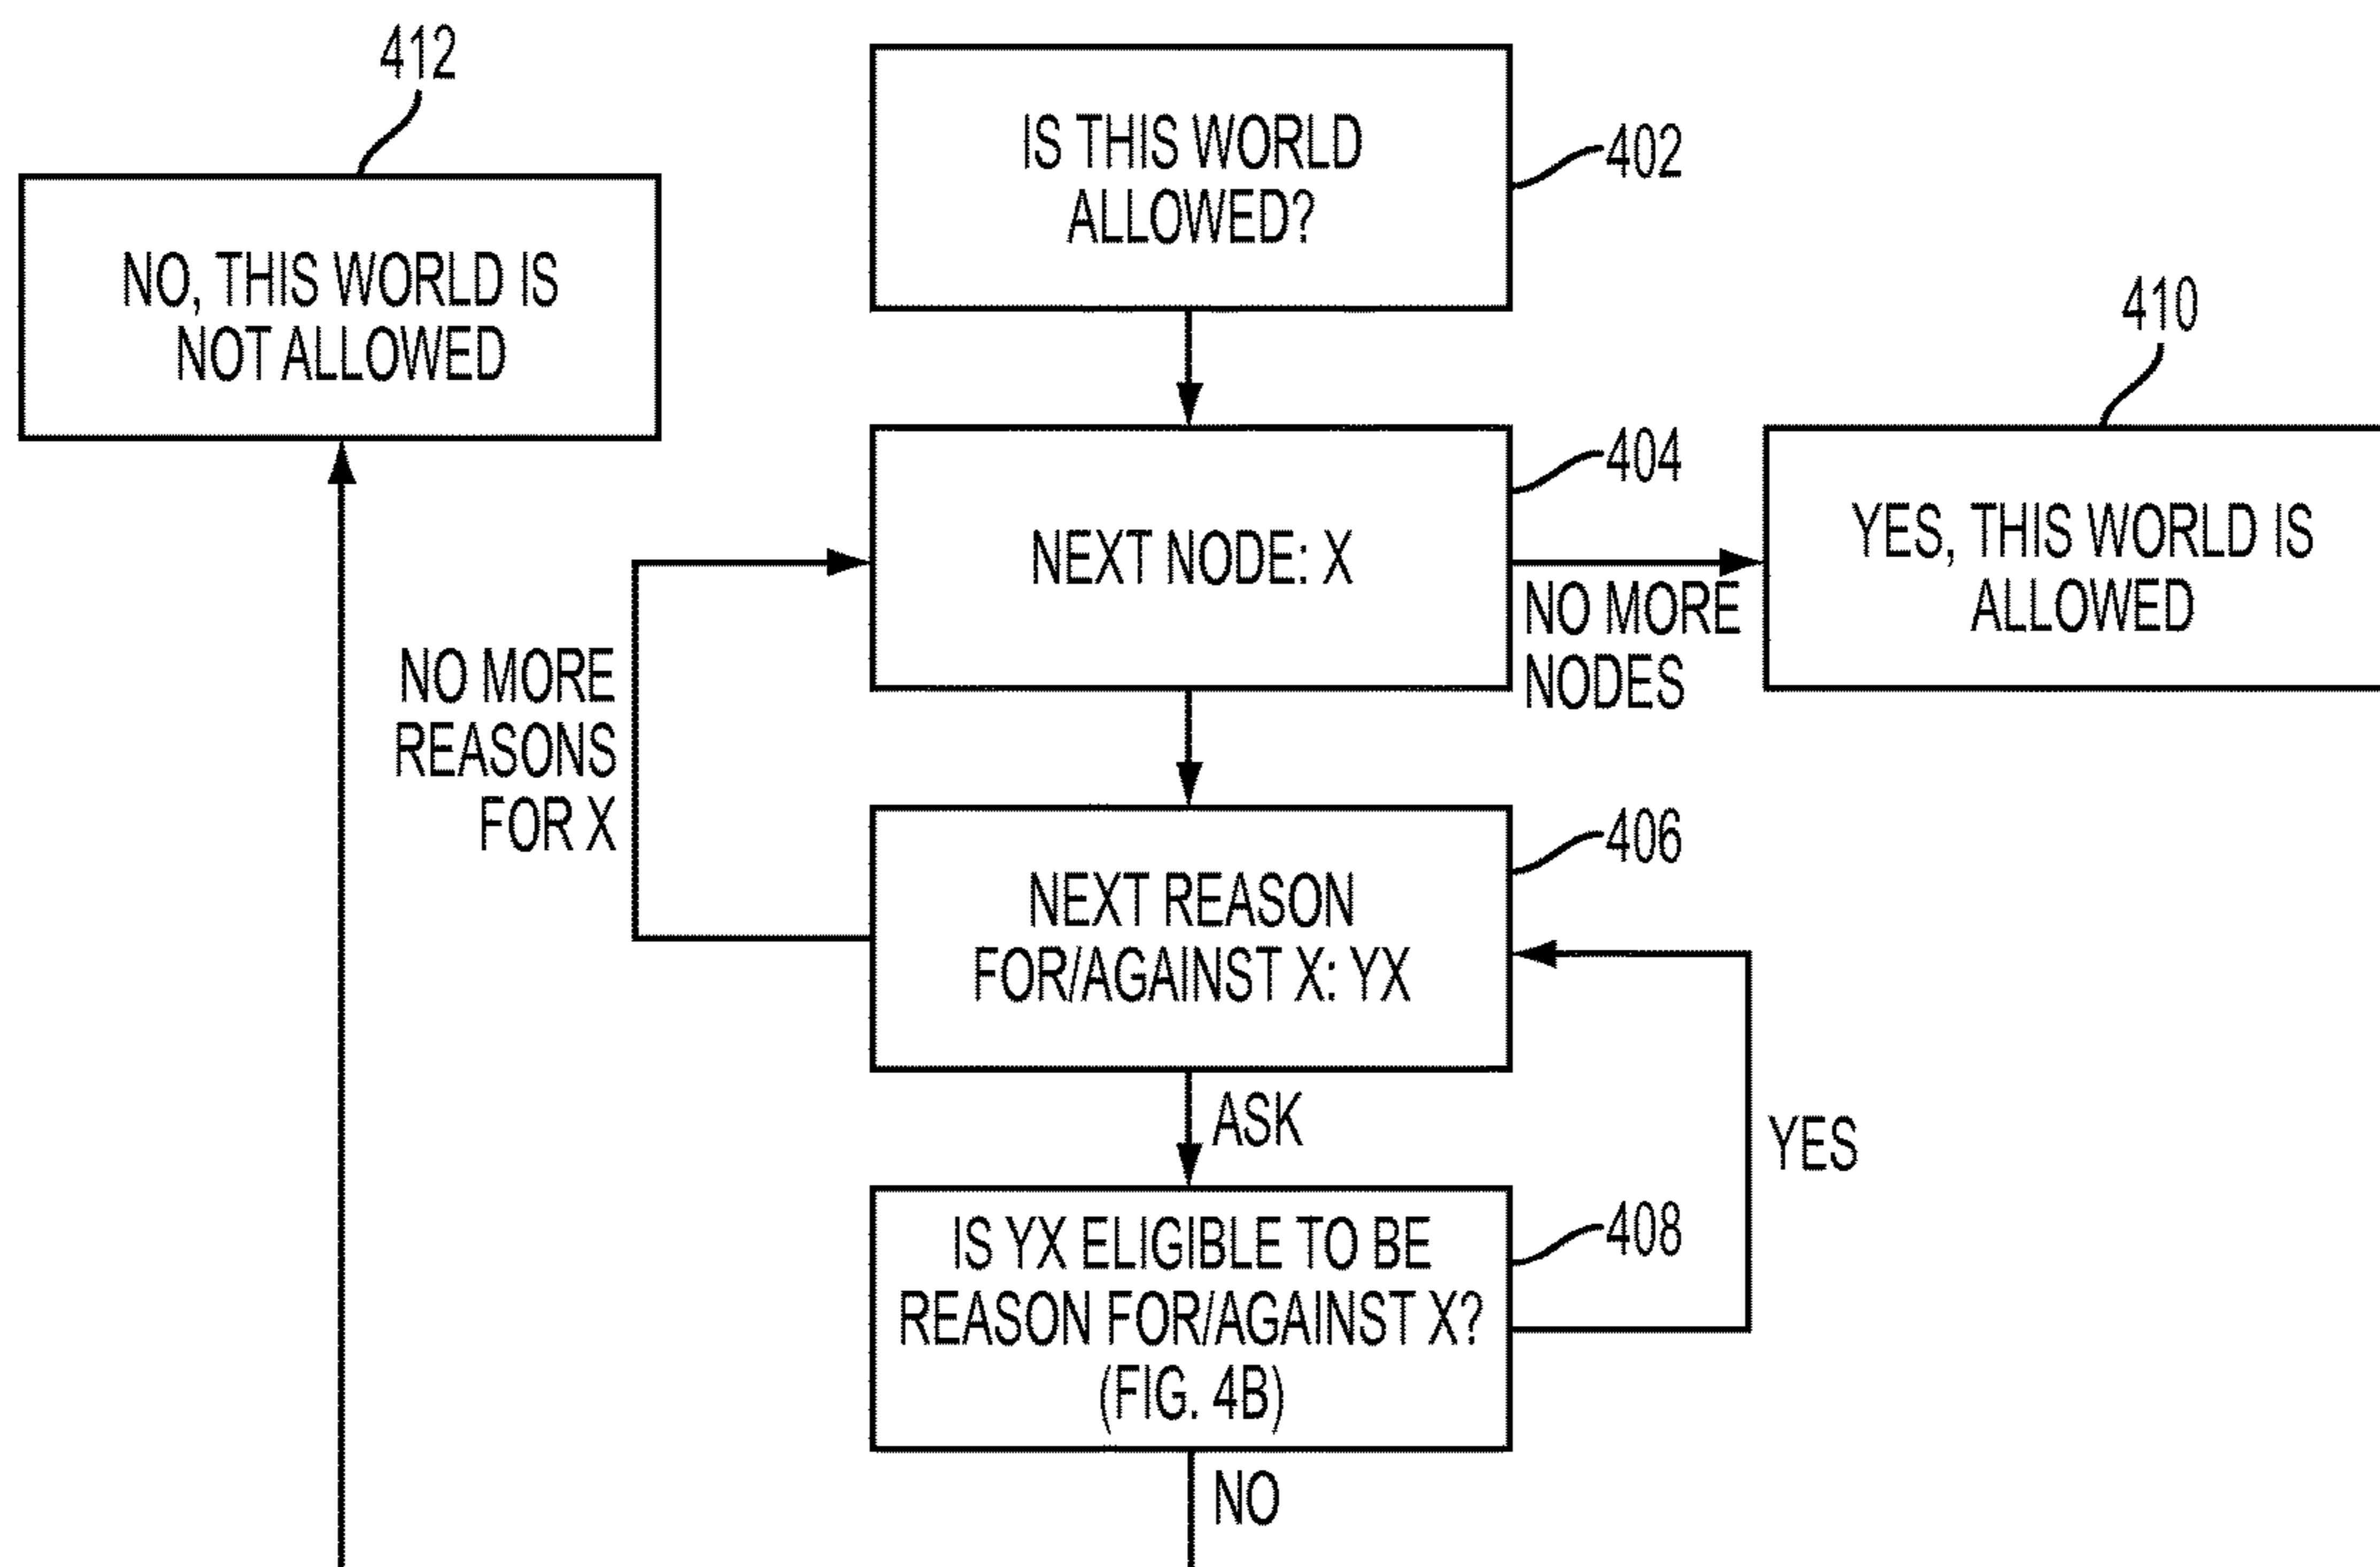 412
IS THIS WORLD
ALLOWED?
402
NO, THIS WORLD IS
NOT ALLOWED
410
NEXT NODE: X
404
YES, THIS WORLD IS
ALLOWED
NO MORE
NODES
NO MORE
REASONS
FOR X
NEXT REASON
FOR/AGAINST X: YX
406
ASK
YES
IS YX ELIGIBLE TO BE
REASON FOR/AGAINST X?
(FIG. 4B)
408
NO